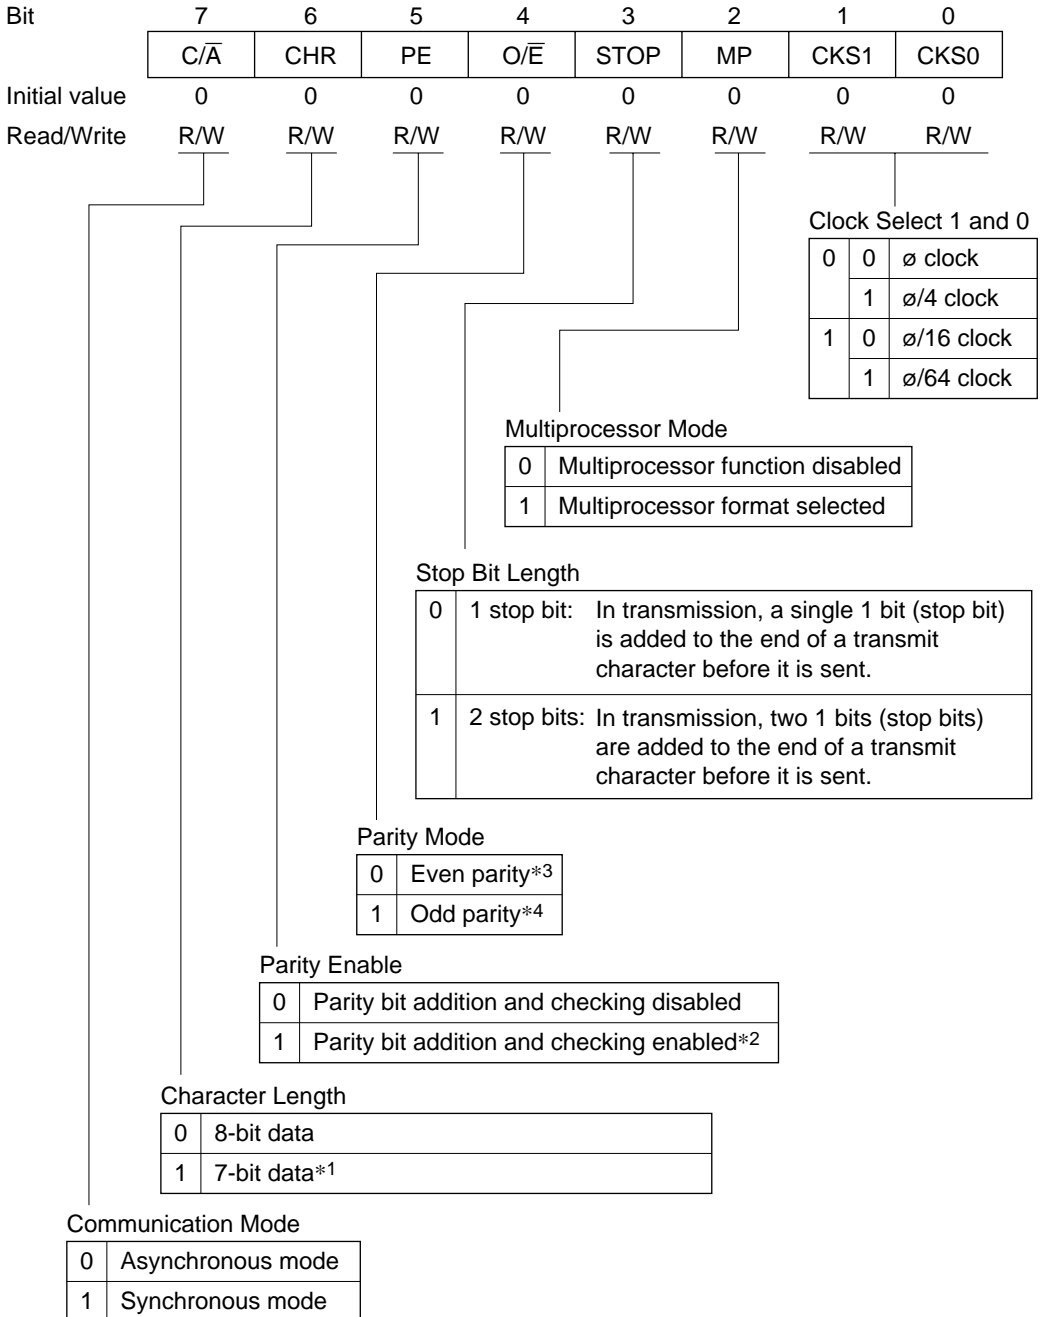 Bit 7 6 5 4 3 2 1 0
C/A̅ CHR PE O/E̅ STOP MP CKS1 CKS0
Initial value 0 0 0 0 0 0 0 0
Read/Write R/W R/W R/W R/W R/W R/W R/W R/W
Clock Select 1 and 0
0 0 ø clock
1 ø/4 clock
1 0 ø/16 clock
1 ø/64 clock
Multiprocessor Mode
0 Multiprocessor function disabled
1 Multiprocessor format selected
Stop Bit Length
0 1 stop bit: In transmission, a single 1 bit (stop bit)
is added to the end of a transmit
character before it is sent.
1 2 stop bits: In transmission, two 1 bits (stop bits)
are added to the end of a transmit
character before it is sent.
Parity Mode
0 Even parity*3
1 Odd parity*4
Parity Enable
0 Parity bit addition and checking disabled
1 Parity bit addition and checking enabled*2
Character Length
0 8-bit data
1 7-bit data*1
Communication Mode
0 Asynchronous mode
1 Synchronous mode